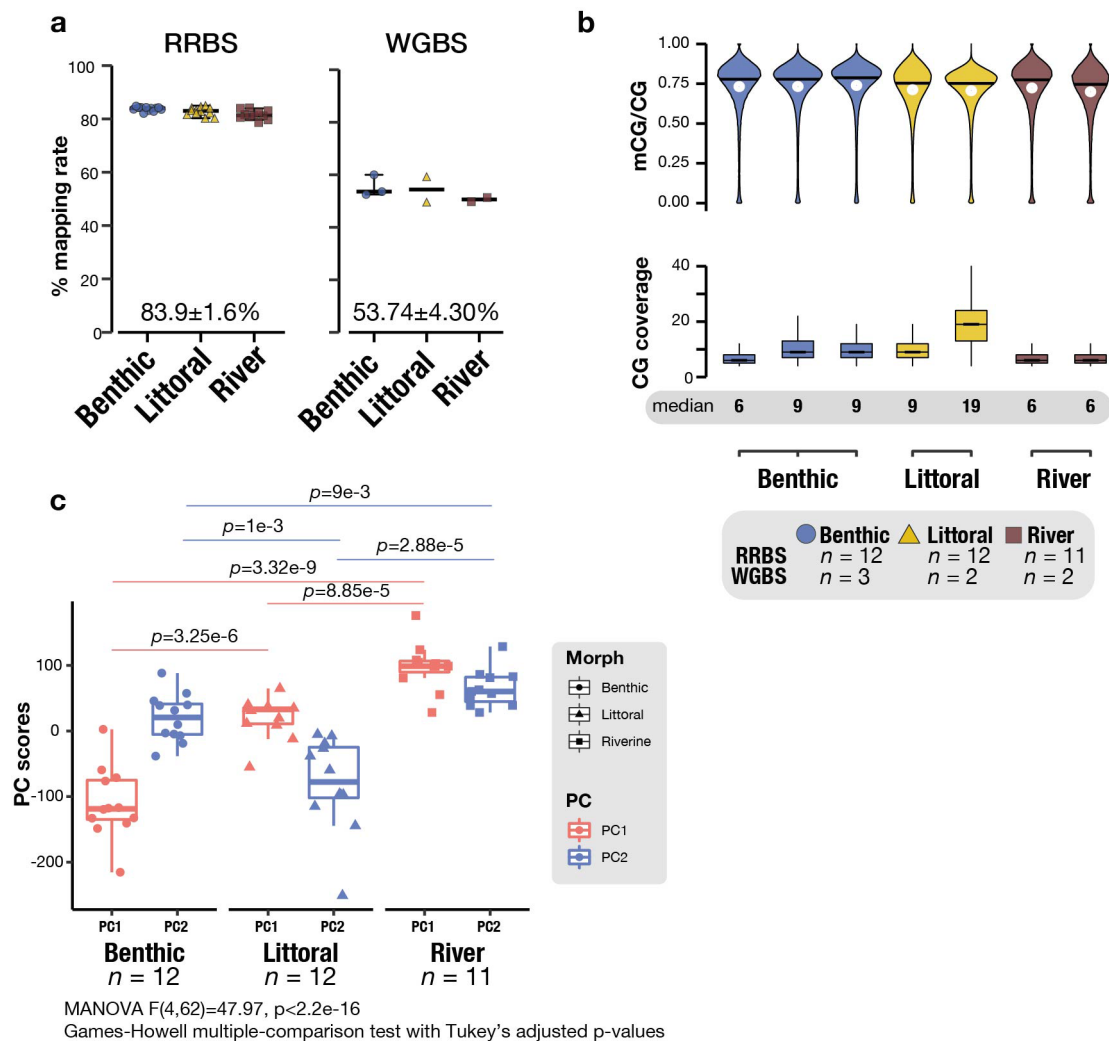 a
RRBS
WGBS
% mapping rate
100
80
60
40
20
0
83.9±1.6%
53.74±4.30%
Benthic
Littoral
River
Benthic
Littoral
River
b
mCG/CG
1.00
0.75
0.50
0.25
0.00
CG coverage
40
20
0
median 6 9 9 9 19 6 6
Benthic Littoral River
Benthic Littoral River
RRBS n = 12 n = 12 n = 11
WGBS n = 3 n = 2 n = 2
c
p=9e-3
p=1e-3
p=2.88e-5
p=3.32e-9
p=8.85e-5
p=3.25e-6
PC scores
100
0
-100
-200
PC1 PC2 PC1 PC2 PC1 PC2
Benthic Littoral River
n = 12 n = 12 n = 11
Morph
Benthic
Littoral
Riverine
PC
PC1
PC2
MANOVA F(4,62)=47.97, p<2.2e-16
Games-Howell multiple-comparison test with Tukey's adjusted p-values